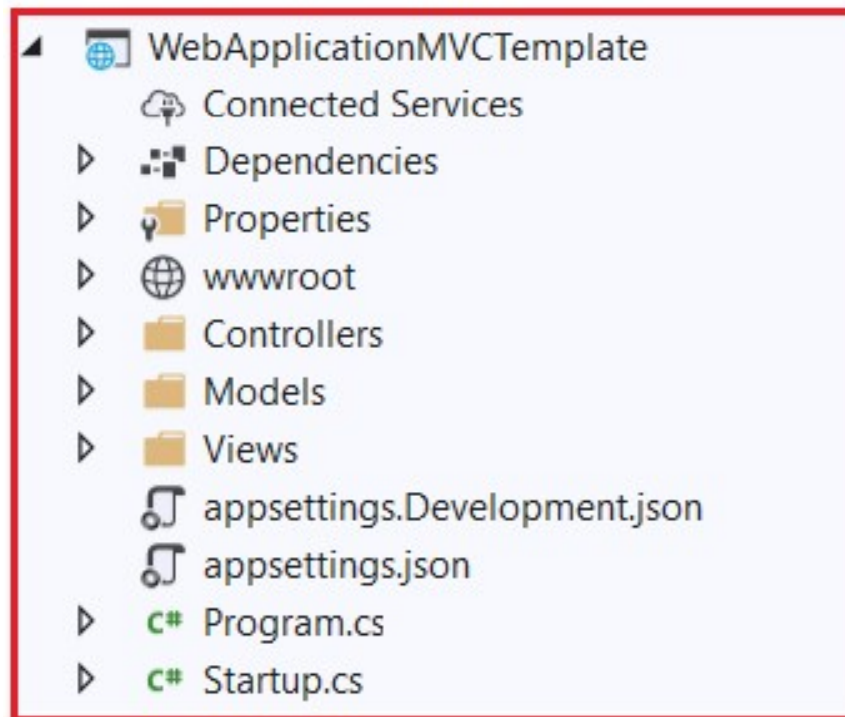 WebApplicationMVCTemplate
Connected Services
Dependencies
Properties
wwwroot
Controllers
Models
Views
appsettings.Development.json
appsettings.json
C# Program.cs
C# Startup.cs